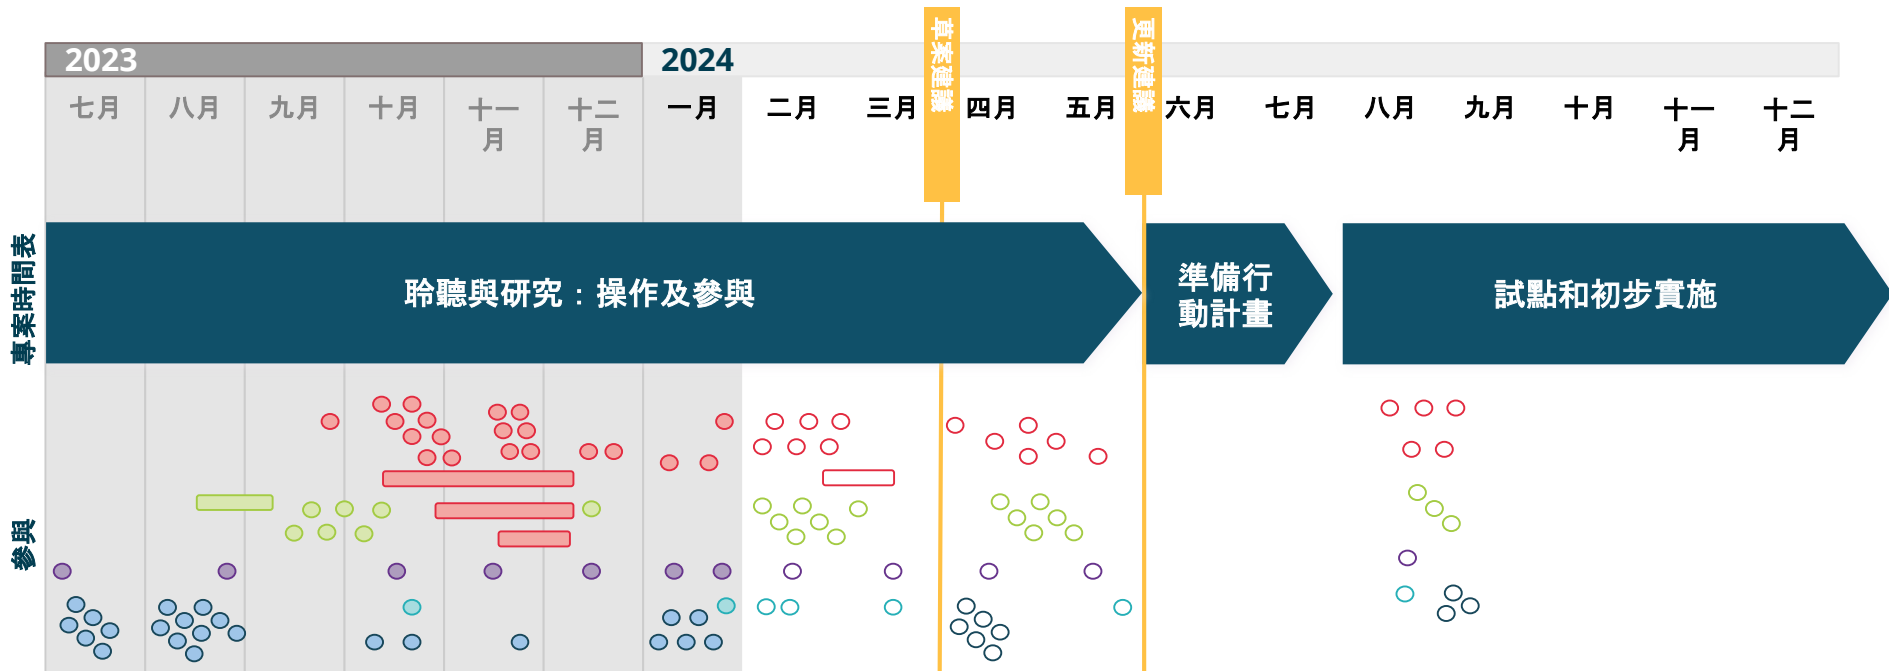 2023
2024
草案建議
更新建議
七月
八月
九月
十月
十一
月
十二
月
一月
二月
三月
四月
五月
六月
七月
八月
九月
十月
十一
月
十二
月
專案時間表
聆聽與研究：操作及參與
準備行
動計畫
試點和初步實施
參與